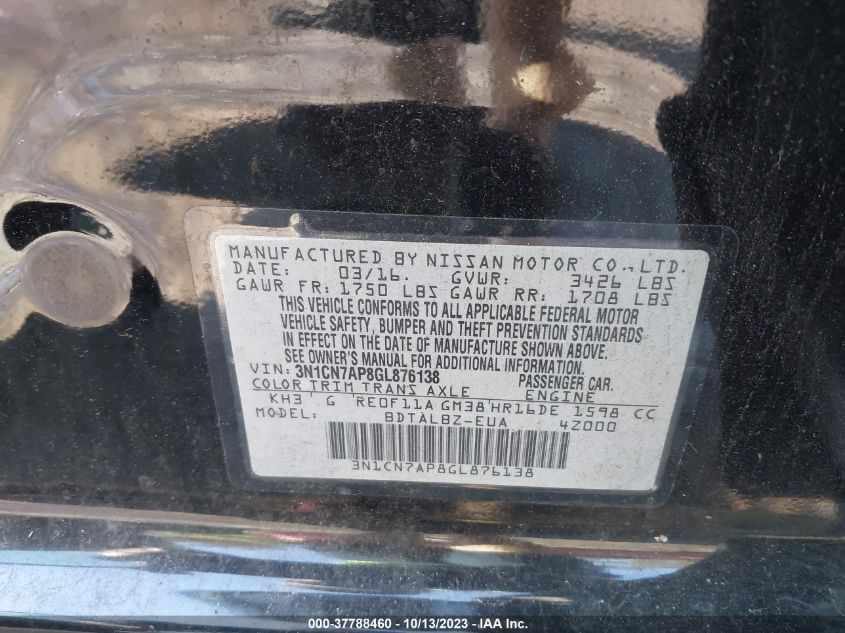 MANUFACTURED BY NISSAN MOTOR CO.,LTD.
DATE: 03/16. GVWR: 3426 LBS
GAWR FR: 1750 LBS GAWR RR: 1708 LBS
THIS VEHICLE CONFORMS TO ALL APPLICABLE FEDERAL MOTOR
VEHICLE SAFETY, BUMPER AND THEFT PREVENTION STANDARDS
IN EFFECT ON THE DATE OF MANUFACTURE SHOWN ABOVE.
SEE OWNER'S MANUAL FOR ADDITIONAL INFORMATION.
VIN: 3N1CN7AP8GL876138 PASSENGER CAR.
COLOR TRIM TRANS AXLE ENGINE
KH3 G RE0F11A GM38 HR16DE 1598 CC
MODEL: BDTALBZ-EUA 4Z000
3N1CN7AP8GL876138
000-37788460 - 10/13/2023 - Copyright © IAA, LLC.